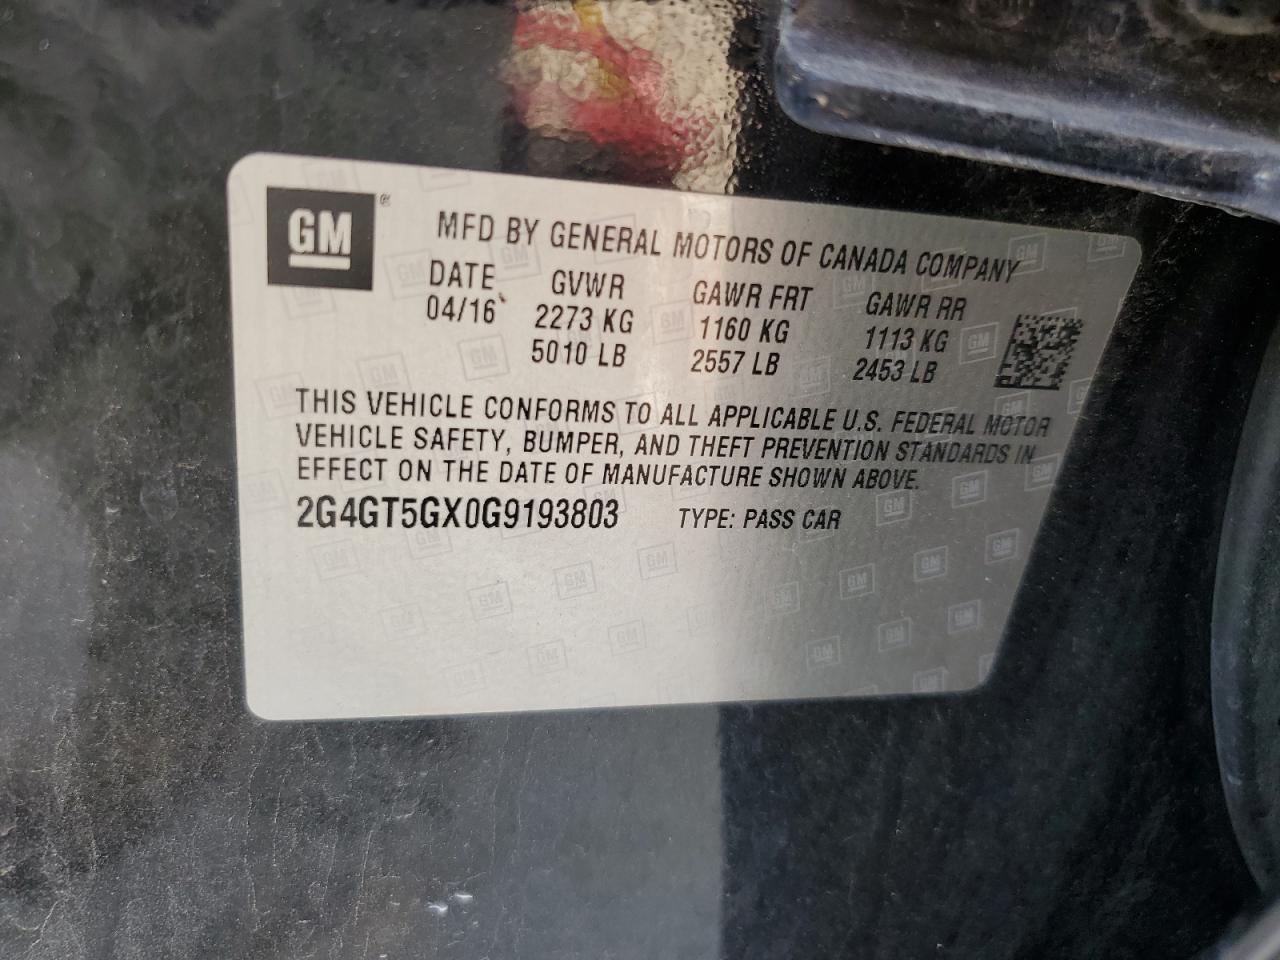 GM®
MFD BY GENERAL MOTORS OF CANADA COMPANY
DATE GVWR GAWR FRT GAWR RR
04/16 2273 KG 1160 KG 1113 KG
5010 LB 2557 LB 2453 LB
THIS VEHICLE CONFORMS TO ALL APPLICABLE U.S. FEDERAL MOTOR
VEHICLE SAFETY, BUMPER, AND THEFT PREVENTION STANDARDS IN
EFFECT ON THE DATE OF MANUFACTURE SHOWN ABOVE.
2G4GT5GX0G9193803 TYPE: PASS CAR